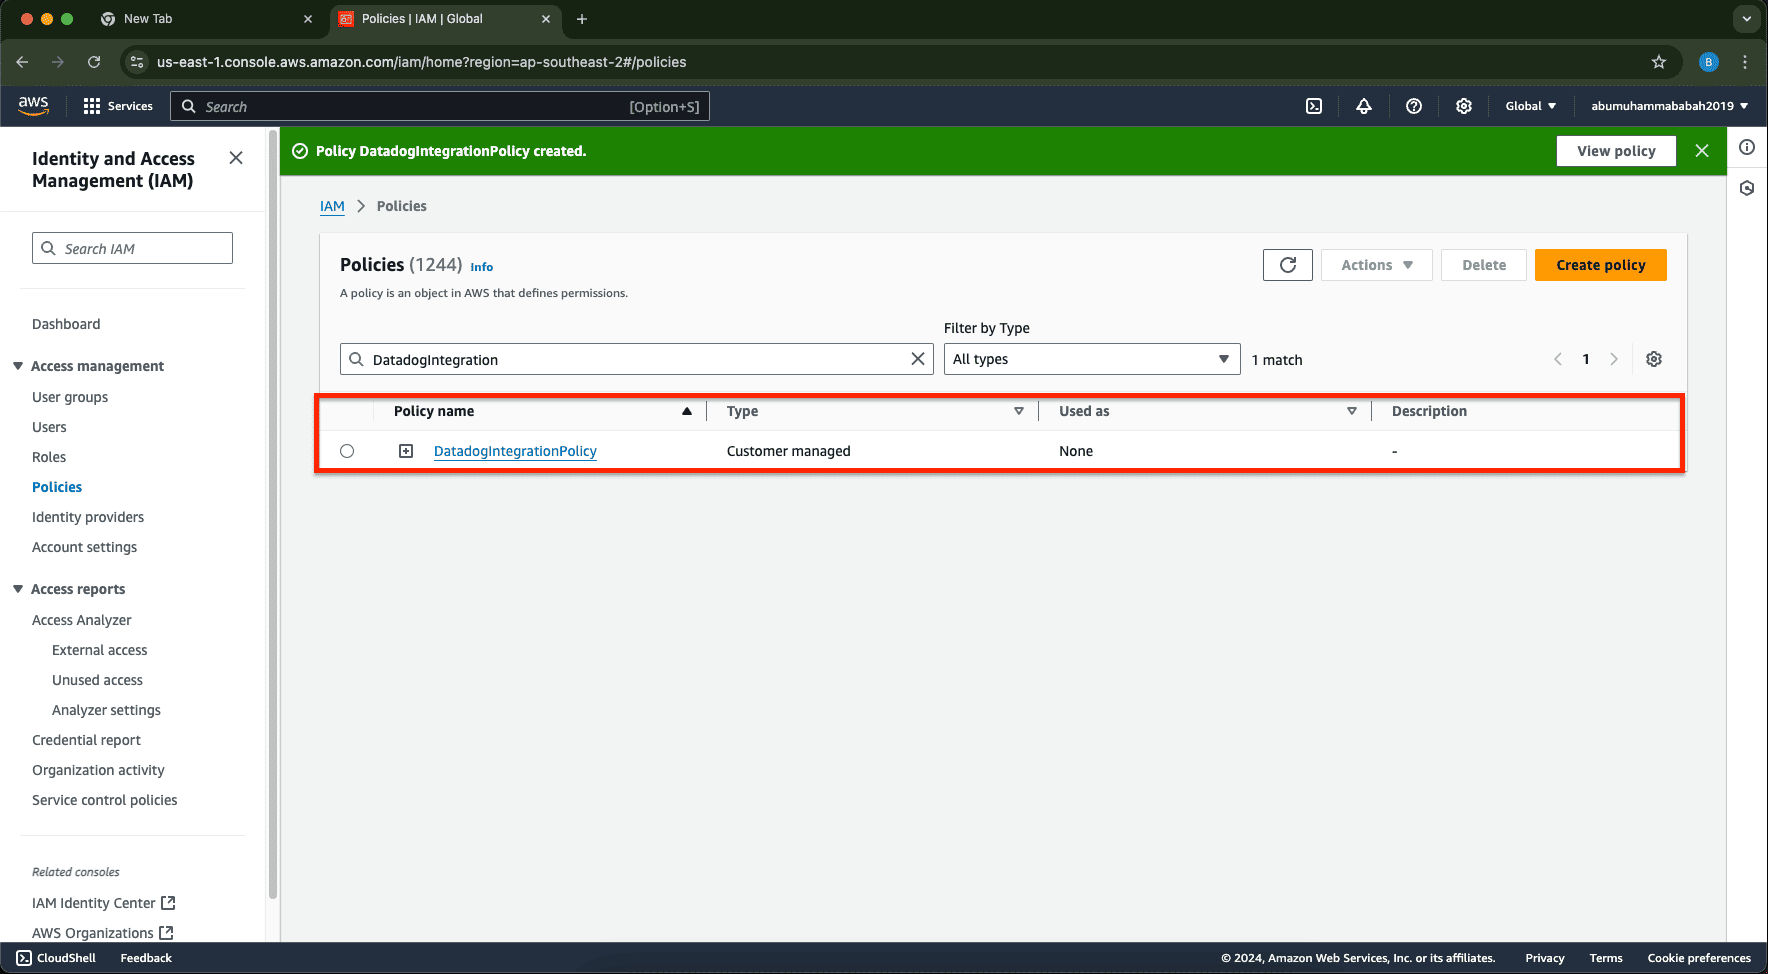 New Tab
Policies | IAM | Global
us-east-1.console.aws.amazon.com/iam/home?region=ap-southeast-2#/policies
B
aws
Services
Search
[Option+S]
Global
abumuhammababah2019
Identity and Access
Management (IAM)
Search IAM
Dashboard
Access management
User groups
Users
Roles
Policies
Identity providers
Account settings
Access reports
Access Analyzer
External access
Unused access
Analyzer settings
Credential report
Organization activity
Service control policies
Related consoles
IAM Identity Center
AWS Organizations
Policy DatadogIntegrationPolicy created.
View policy
IAM > Policies
Policies (1244) Info
A policy is an object in AWS that defines permissions.
Actions
Delete
Create policy
Filter by Type
DatadogIntegration
All types
1 match
1
Policy name Type Used as Description
DatadogIntegrationPolicy Customer managed None -
CloudShell
Feedback
© 2024, Amazon Web Services, Inc. or its affiliates.
Privacy
Terms
Cookie preferences